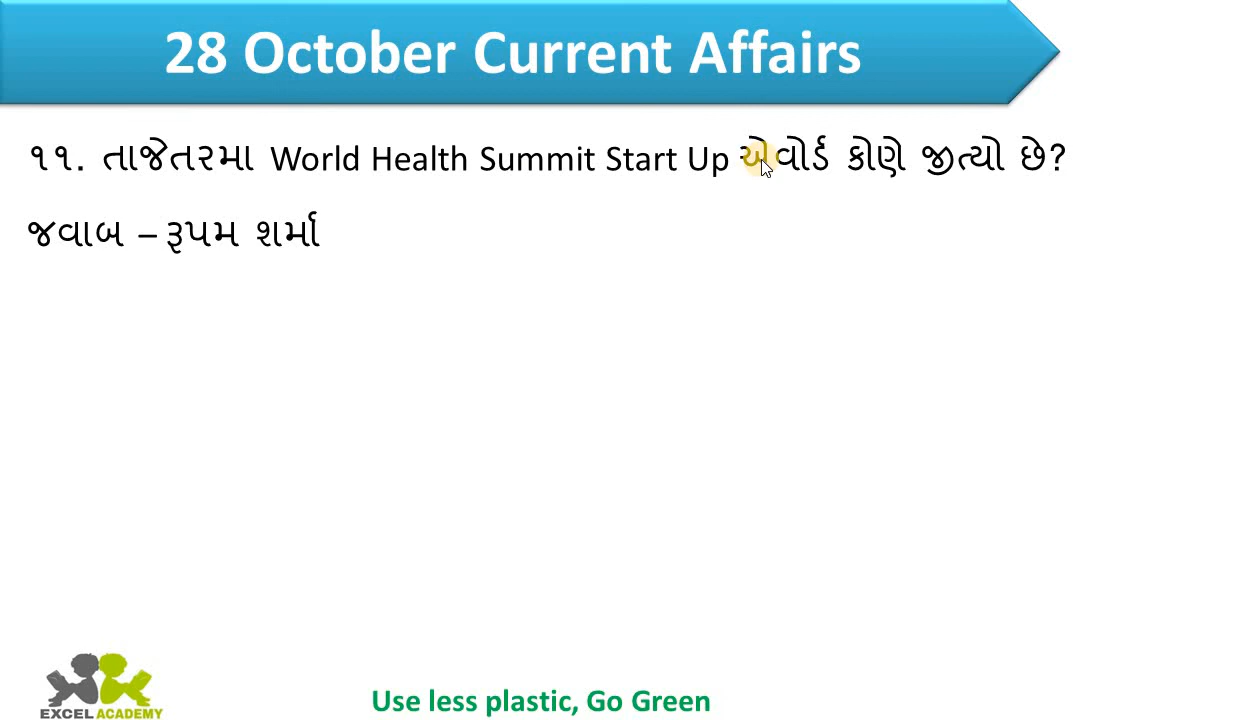 28 October Current Affairs
૧૧. તાજેતરમા World Health Summit Start Up એવોર્ડ કોણે જીત્યો છે?
જવાબ – રૂપમ શર્મા
EXCEL ACADEMY
Use less plastic, Go Green